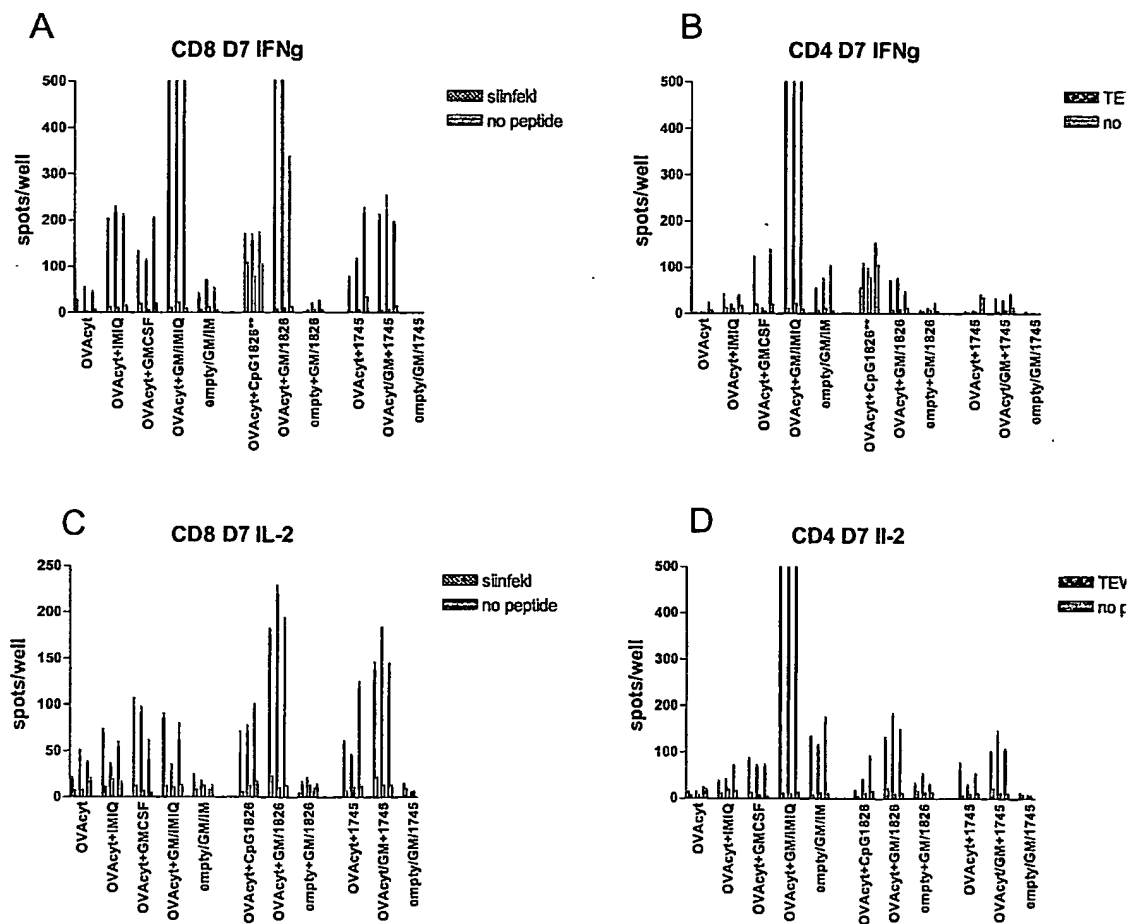 A
CD8 D7 IFNg
500
400
300
200
100
0
spots/well
siinfekl
no peptide
OVAcyt
OVAcyt+IMIQ
OVAcyt+GMCSF
OVAcyt+GM/IMIQ
empty/GM/IM
OVAcyt+CpG1826**
OVAcyt+GM/1826
empty+GM/1826
OVAcyt+1745
OVAcyt/GM+1745
empty/GM/1745
B
CD4 D7 IFNg
500
400
300
200
100
0
spots/well
TE
no
OVAcyt
OVAcyt+IMIQ
OVAcyt+GMCSF
OVAcyt+GM/IMIQ
empty/GM/IM
OVAcyt+CpG1826**
OVAcyt+GM/1826
empty+GM/1826
OVAcyt+1745
OVAcyt/GM+1745
empty/GM/1745
C
CD8 D7 IL-2
250
200
150
100
50
0
spots/well
siinfekl
no peptide
OVAcyt
OVAcyt+IMIQ
OVAcyt+GMCSF
OVAcyt+GM/IMIQ
empty/GM/IM
OVAcyt+CpG1826
OVAcyt+GM/1826
empty+GM/1826
OVAcyt+1745
OVAcyt/GM+1745
empty/GM/1745
D
CD4 D7 Il-2
500
400
300
200
100
0
spots/well
TEV
no p
OVAcyt
OVAcyt+IMIQ
OVAcyt+GMCSF
OVAcyt+GM/IMIQ
empty/GM/IM
OVAcyt+CpG1826
OVAcyt+GM/1826
empty+GM/1826
OVAcyt+1745
OVAcyt/GM+1745
empty/GM/1745